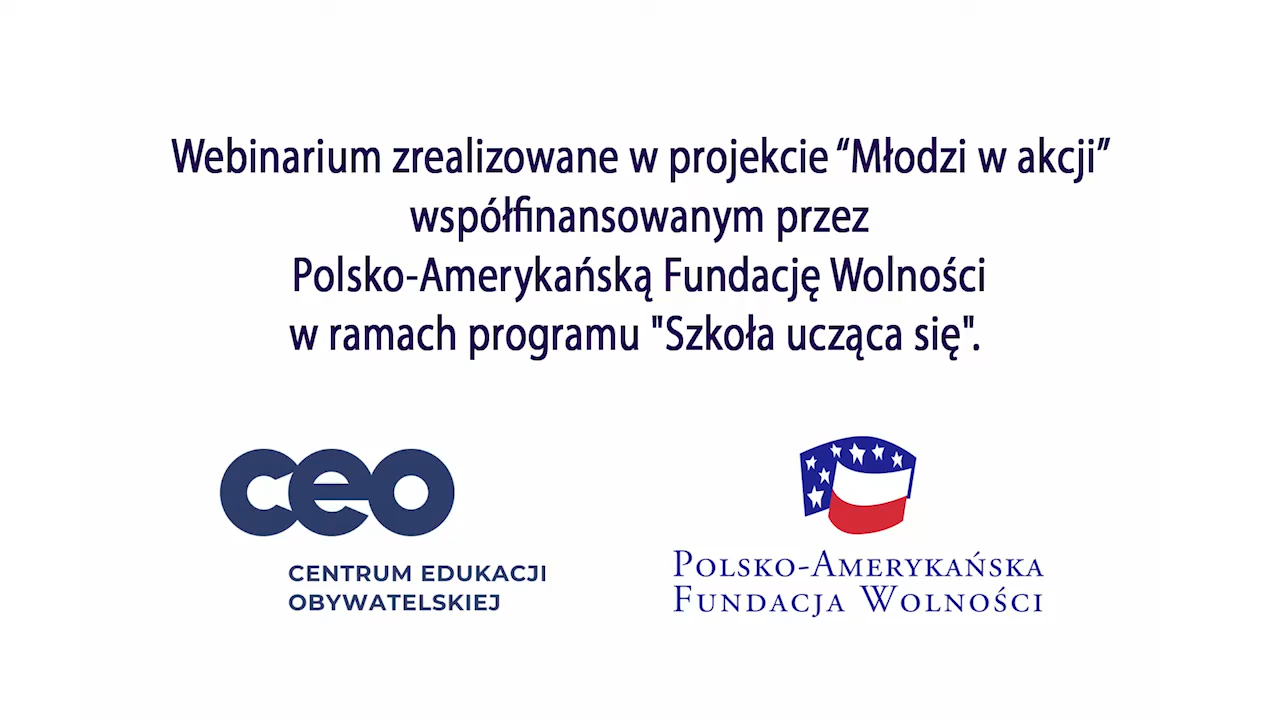 Webinarium zrealizowane w projekcie “Młodzi w akcji”
współfinansowanym przez
Polsko-Amerykańską Fundację Wolności
w ramach programu "Szkoła ucząca się".
ceo
CENTRUM EDUKACJI
OBYWATELSKIEJ
POLSKO-AMERYKAŃSKA
FUNDACJA WOLNOŚCI